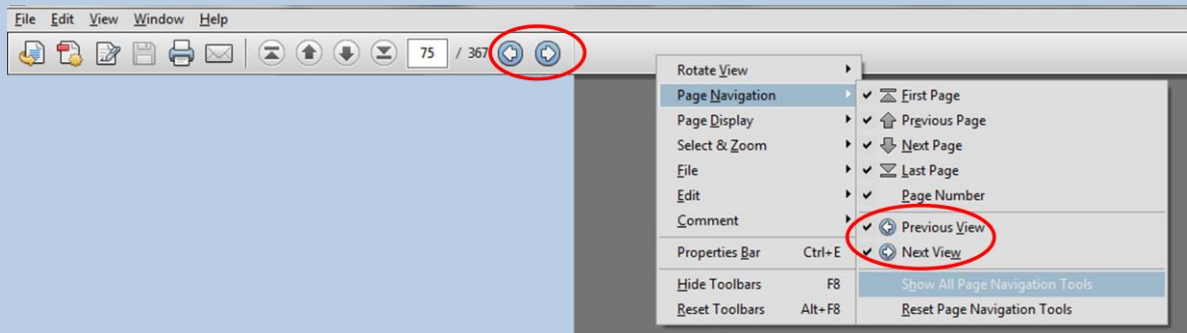 File Edit View Window Help
75 / 367
Rotate View
Page Navigation
Page Display
Select & Zoom
File
Edit
Comment
Properties Bar Ctrl+E
Hide Toolbars F8
Reset Toolbars Alt+F8
First Page
Previous Page
Next Page
Last Page
Page Number
Previous View
Next View
Show All Page Navigation Tools
Reset Page Navigation Tools